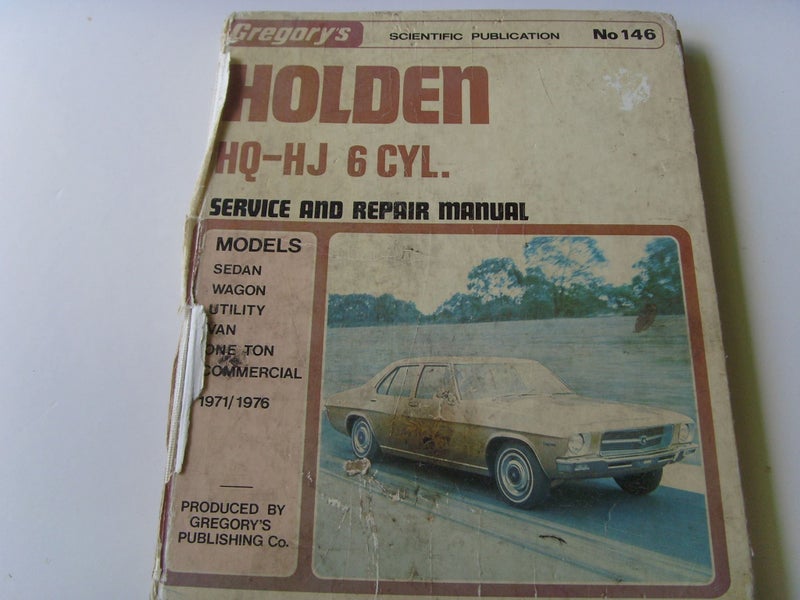 Gregory's SCIENTIFIC PUBLICATION No 146
HOLDEN
HQ-HJ 6 CYL.
SERVICE AND REPAIR MANUAL
MODELS
SEDAN
WAGON
UTILITY
VAN
ONE TON
COMMERCIAL
1971/1976
PRODUCED BY
GREGORY'S
PUBLISHING Co.